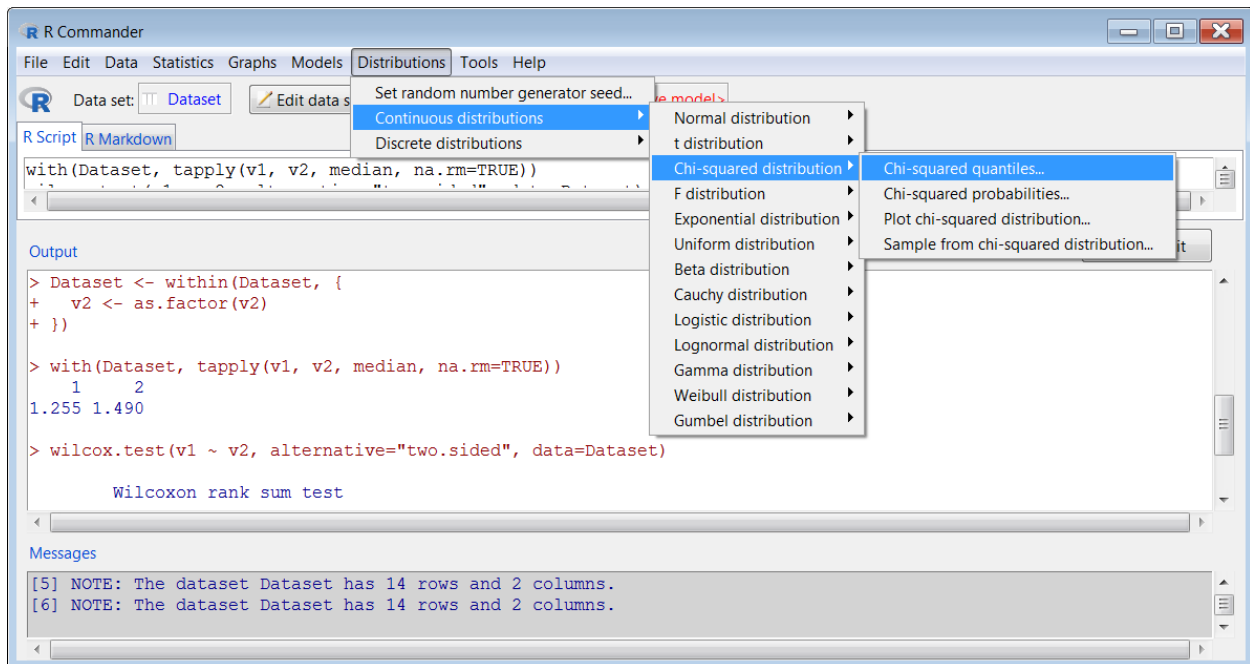 R Commander
File Edit Data Statistics Graphs Models Distributions Tools Help
Data set: Dataset Edit data s
Set random number generator seed...
Continuous distributions
Discrete distributions
e model>
R Script R Markdown
with(Dataset, tapply(v1, v2, median, na.rm=TRUE))
Normal distribution
t distribution
Chi-squared distribution
F distribution
Exponential distribution
Uniform distribution
Beta distribution
Cauchy distribution
Logistic distribution
Lognormal distribution
Gamma distribution
Weibull distribution
Gumbel distribution
Chi-squared quantiles...
Chi-squared probabilities...
Plot chi-squared distribution...
Sample from chi-squared distribution...
it
Output
> Dataset <- within(Dataset, {
+   v2 <- as.factor(v2)
+ })
> with(Dataset, tapply(v1, v2, median, na.rm=TRUE))
    1     2
1.255 1.490
> wilcox.test(v1 ~ v2, alternative="two.sided", data=Dataset)
        Wilcoxon rank sum test
Messages
[5] NOTE: The dataset Dataset has 14 rows and 2 columns.
[6] NOTE: The dataset Dataset has 14 rows and 2 columns.